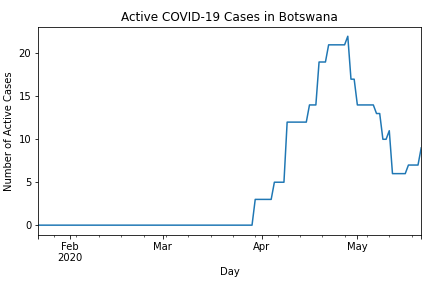 Active COVID-19 Cases in Botswana
Number of Active Cases
20
15
10
5
0
Feb
2020
Mar
Apr
May
Day